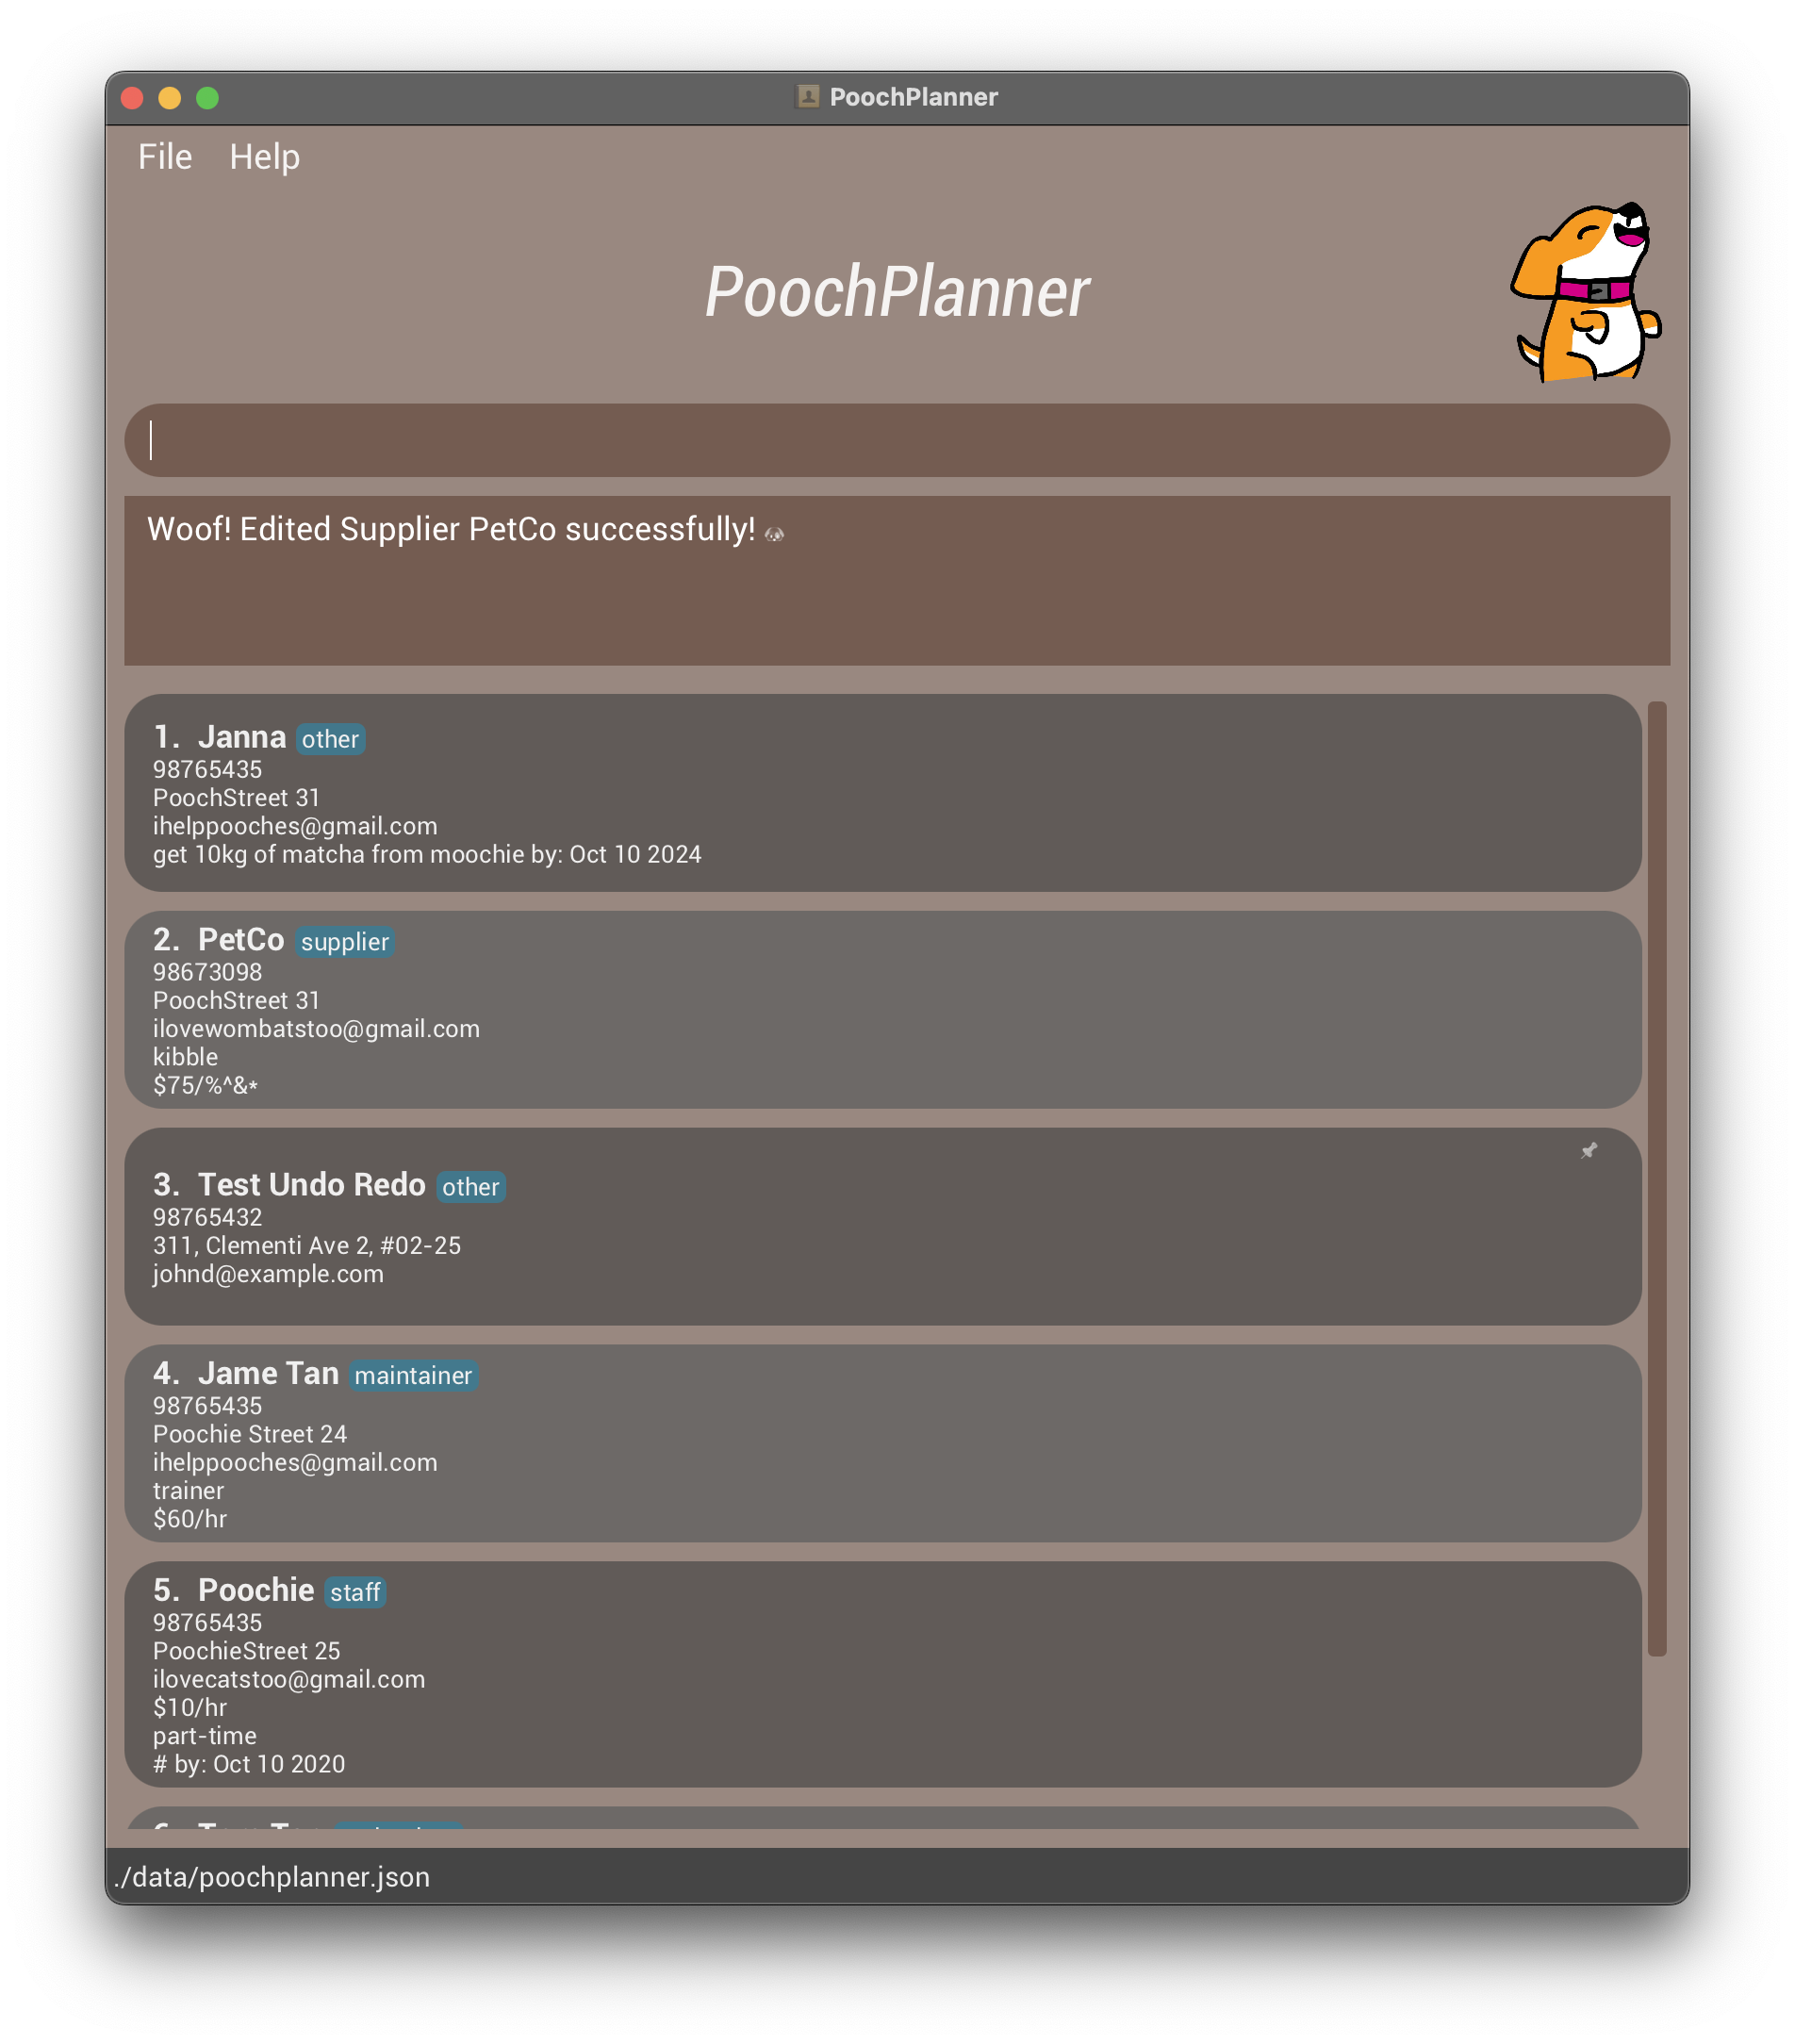 PoochPlanner
File Help
PoochPlanner
Woof! Edited Supplier PetCo successfully!
1. Janna other
98765435
PoochStreet 31
ihelppooches@gmail.com
get 10kg of matcha from moochie by: Oct 10 2024
2. PetCo supplier
98673098
PoochStreet 31
ilovewombatstoo@gmail.com
kibble
$75/%^&*
3. Test Undo Redo other
98765432
311, Clementi Ave 2, #02-25
johnd@example.com
4. Jame Tan maintainer
98765435
Poochie Street 24
ihelppooches@gmail.com
trainer
$60/hr
5. Poochie staff
98765435
PoochieStreet 25
ilovecatstoo@gmail.com
$10/hr
part-time
# by: Oct 10 2020
./data/poochplanner.json